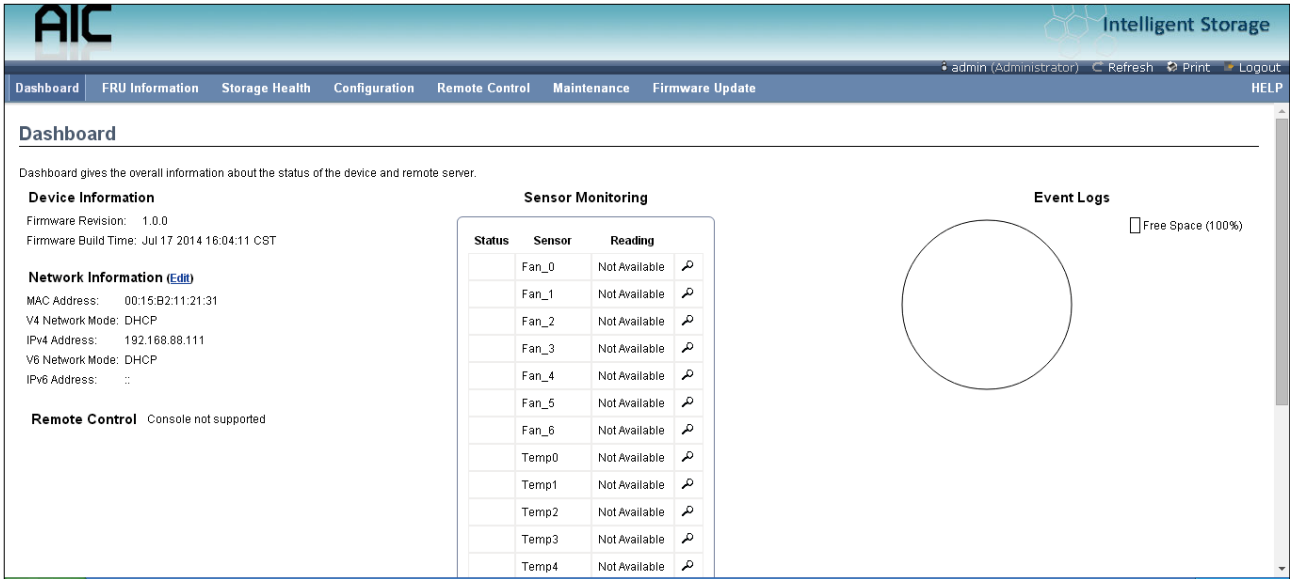 AIC
Intelligent Storage
admin (Administrator) Refresh Print Logout
Dashboard FRU Information Storage Health Configuration Remote Control Maintenance Firmware Update HELP
Dashboard
Dashboard gives the overall information about the status of the device and remote server.
Device Information
Firmware Revision: 1.0.0
Firmware Build Time: Jul 17 2014 16:04:11 CST
Network Information (Edit)
MAC Address: 00:15:B2:11:21:31
V4 Network Mode: DHCP
IPv4 Address: 192.168.88.111
V6 Network Mode: DHCP
IPv6 Address: ::
Remote Control Console not supported
Sensor Monitoring
Status Sensor Reading
Fan_0 Not Available
Fan_1 Not Available
Fan_2 Not Available
Fan_3 Not Available
Fan_4 Not Available
Fan_5 Not Available
Fan_6 Not Available
Temp0 Not Available
Temp1 Not Available
Temp2 Not Available
Temp3 Not Available
Temp4 Not Available
Event Logs
Free Space (100%)